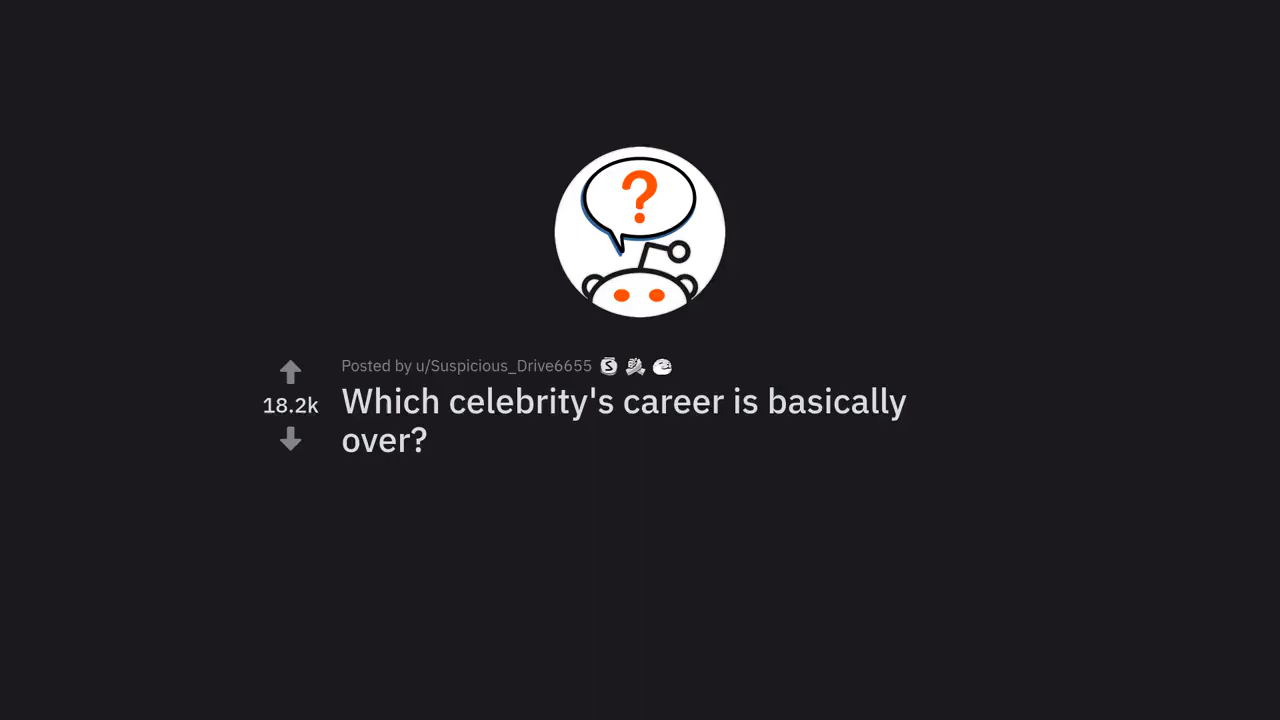 ?
Posted by u/Suspicious_Drive6655
18.2k
Which celebrity's career is basically
over?